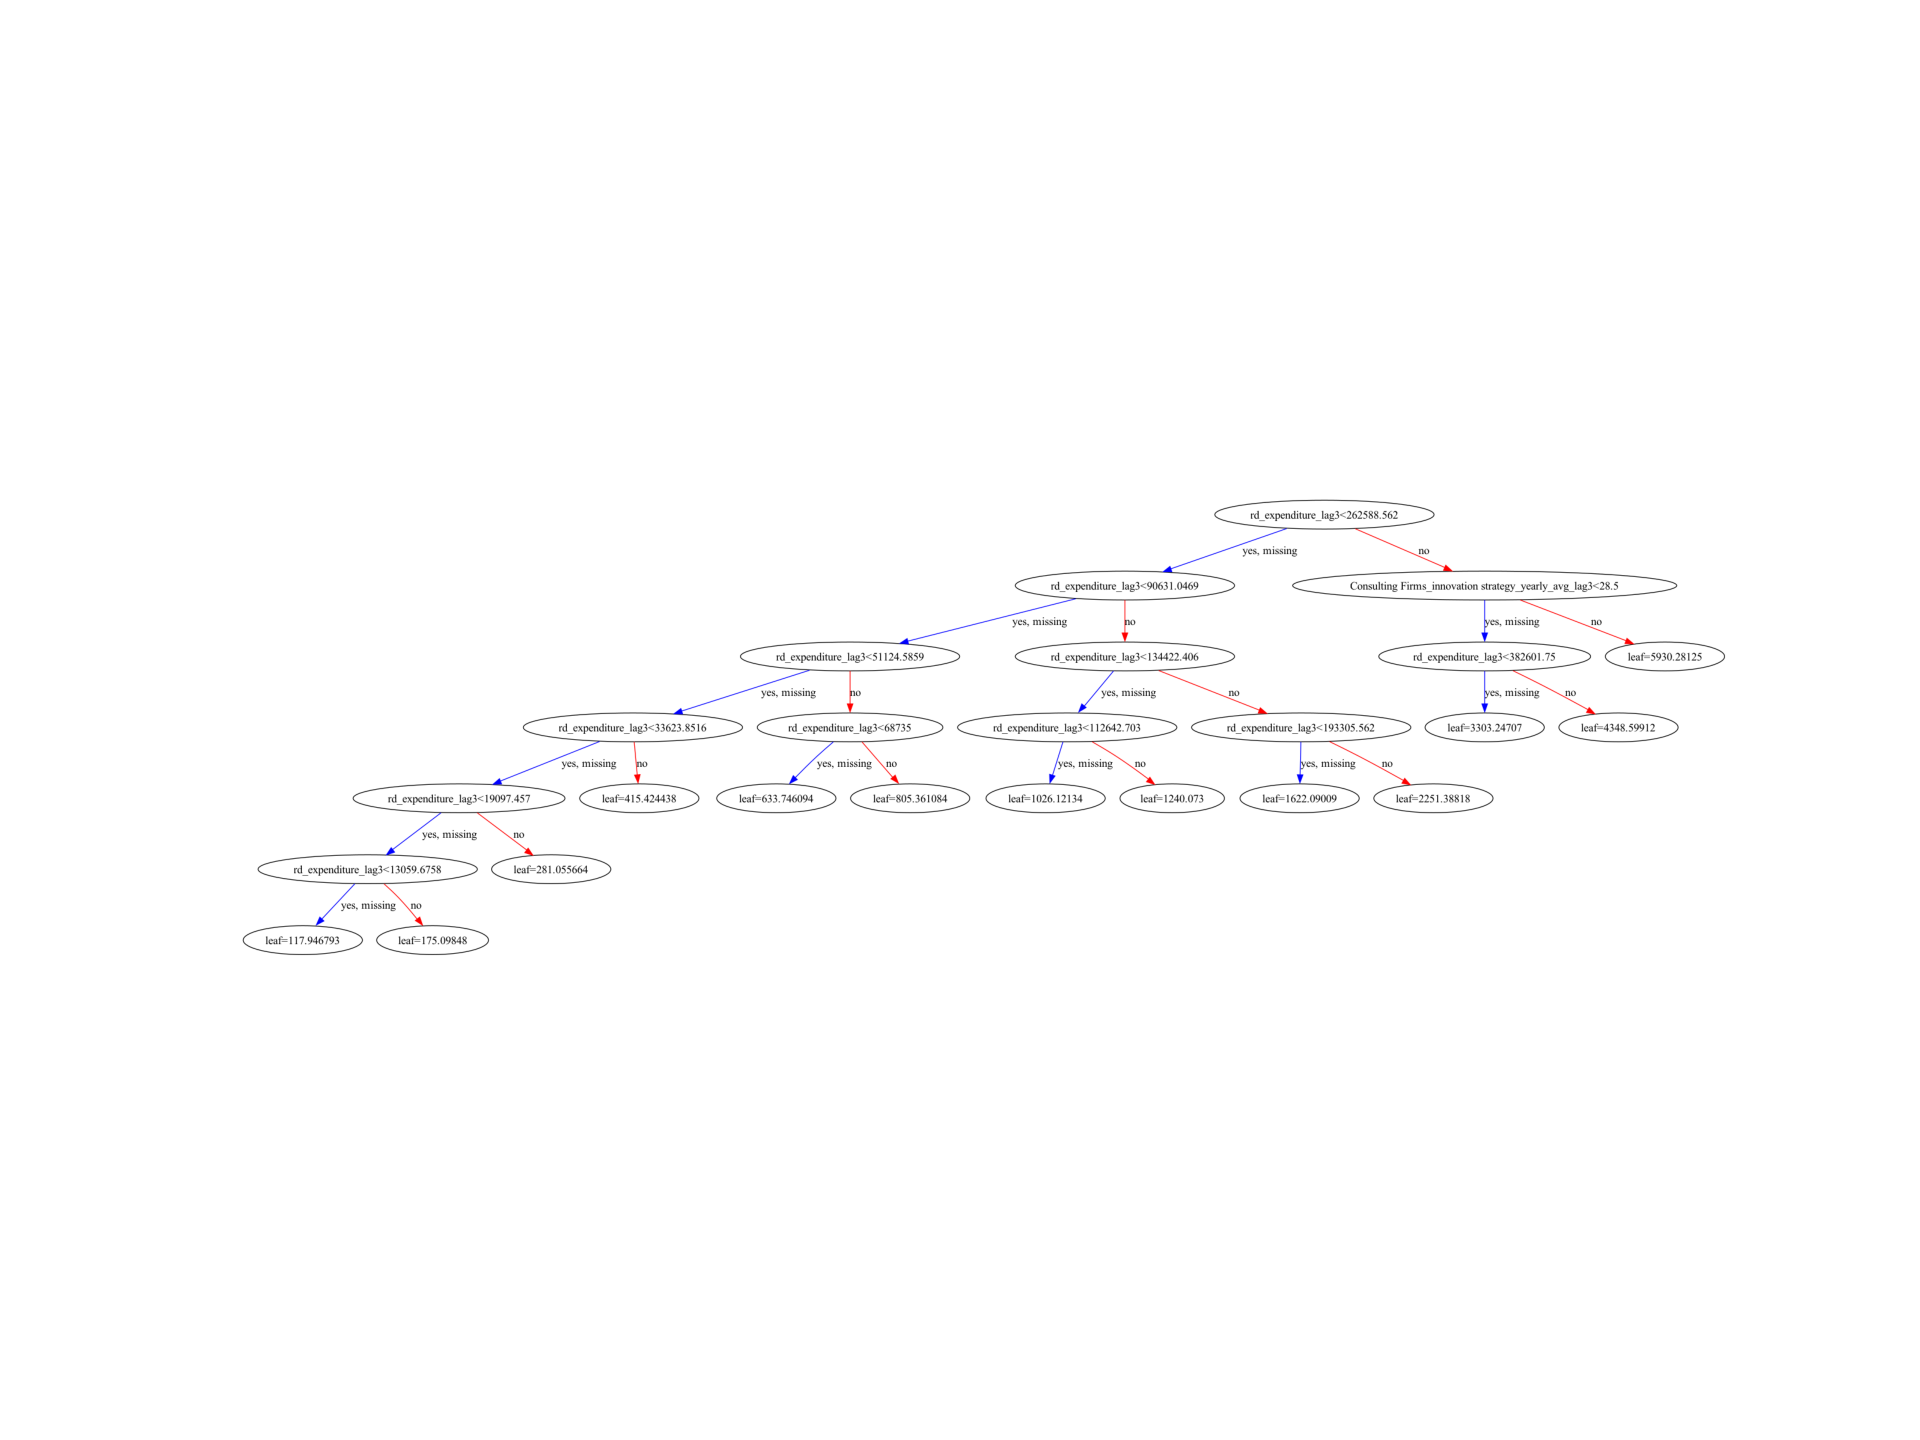 rd_expenditure_lag3<262588.562
yes, missing
no
rd_expenditure_lag3<90631.0469
Consulting Firms_innovation strategy_yearly_avg_lag3<28.5
yes, missing
no
yes, missing
no
rd_expenditure_lag3<51124.5859
rd_expenditure_lag3<134422.406
rd_expenditure_lag3<382601.75
leaf=5930.28125
yes, missing
no
yes, missing
no
yes, missing
no
rd_expenditure_lag3<33623.8516
rd_expenditure_lag3<68735
rd_expenditure_lag3<112642.703
rd_expenditure_lag3<193305.562
leaf=3303.24707
leaf=4348.59912
yes, missing
no
yes, missing
no
yes, missing
no
yes, missing
no
rd_expenditure_lag3<19097.457
leaf=415.424438
leaf=633.746094
leaf=805.361084
leaf=1026.12134
leaf=1240.073
leaf=1622.09009
leaf=2251.38818
yes, missing
no
rd_expenditure_lag3<13059.6758
leaf=281.055664
yes, missing
no
leaf=117.946793
leaf=175.09848